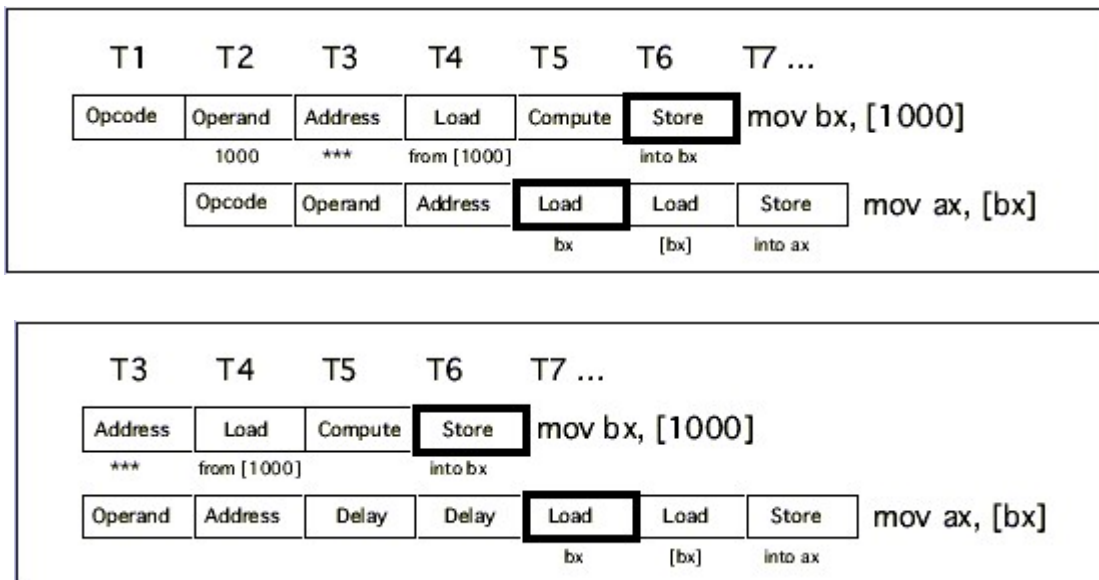 T1 T2 T3 T4 T5 T6 T7 ...
Opcode Operand Address Load Compute Store mov bx, [1000]
1000 *** from [1000] into bx
Opcode Operand Address Load Load Store mov ax, [bx]
bx [bx] into ax
T3 T4 T5 T6 T7 ...
Address Load Compute Store mov bx, [1000]
*** from [1000] into bx
Operand Address Delay Delay Load Load Store mov ax, [bx]
bx [bx] into ax